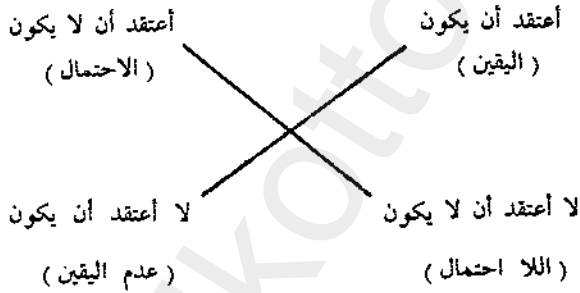 أعتقد أن يكون
( اليقين )
أعتقد أن لا يكون
( الاحتمال )
لا أعتقد أن لا يكون
( اللا احتمال )
لا أعتقد أن يكون
( عدم اليقين )